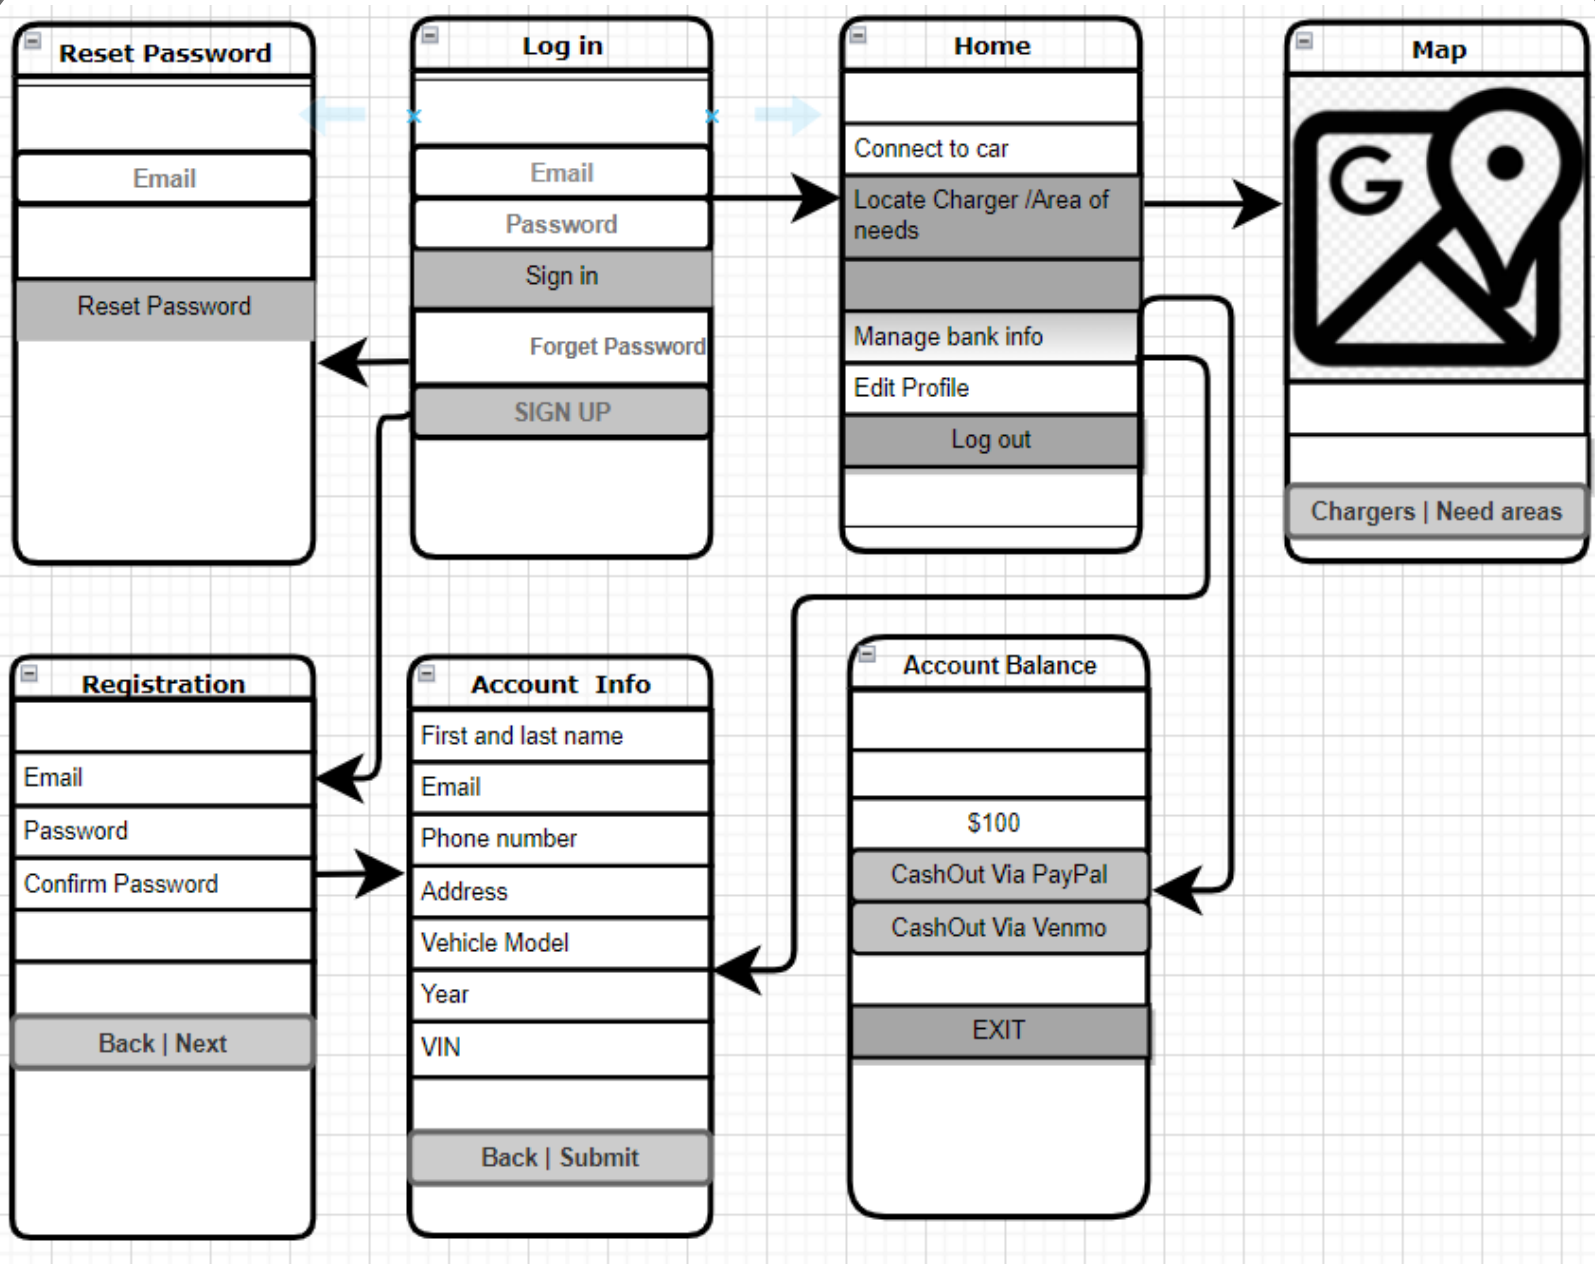 Reset Password
Email
Reset Password
Log in
Email
Password
Sign in
Forget Password
SIGN UP
Home
Connect to car
Locate Charger /Area of
needs
Manage bank info
Edit Profile
Log out
Map
G
Chargers | Need areas
Registration
Email
Password
Confirm Password
Back | Next
Account Info
First and last name
Email
Phone number
Address
Vehicle Model
Year
VIN
Back | Submit
Account Balance
$100
CashOut Via PayPal
CashOut Via Venmo
EXIT